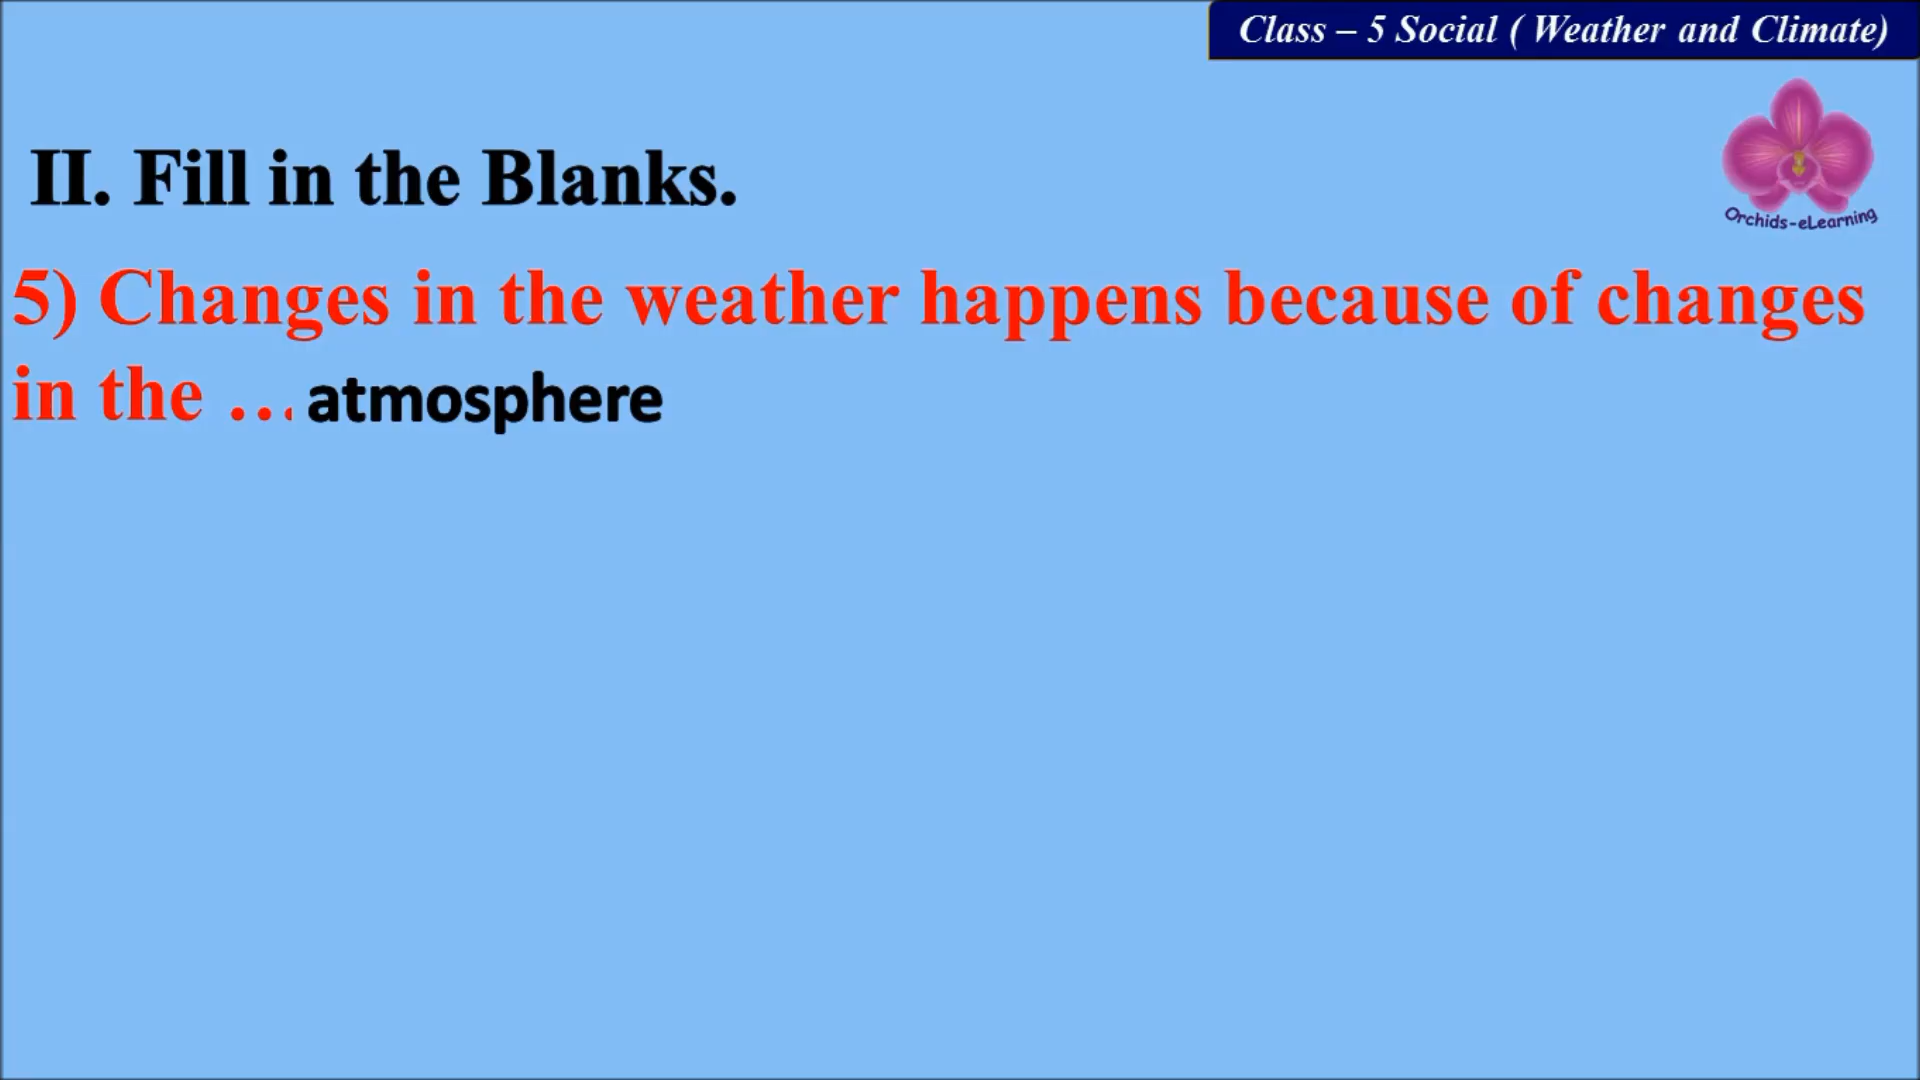 Class – 5 Social ( Weather and Climate)
Orchids-eLearning
II. Fill in the Blanks.
5) Changes in the weather happens because of changes
in the … atmosphere